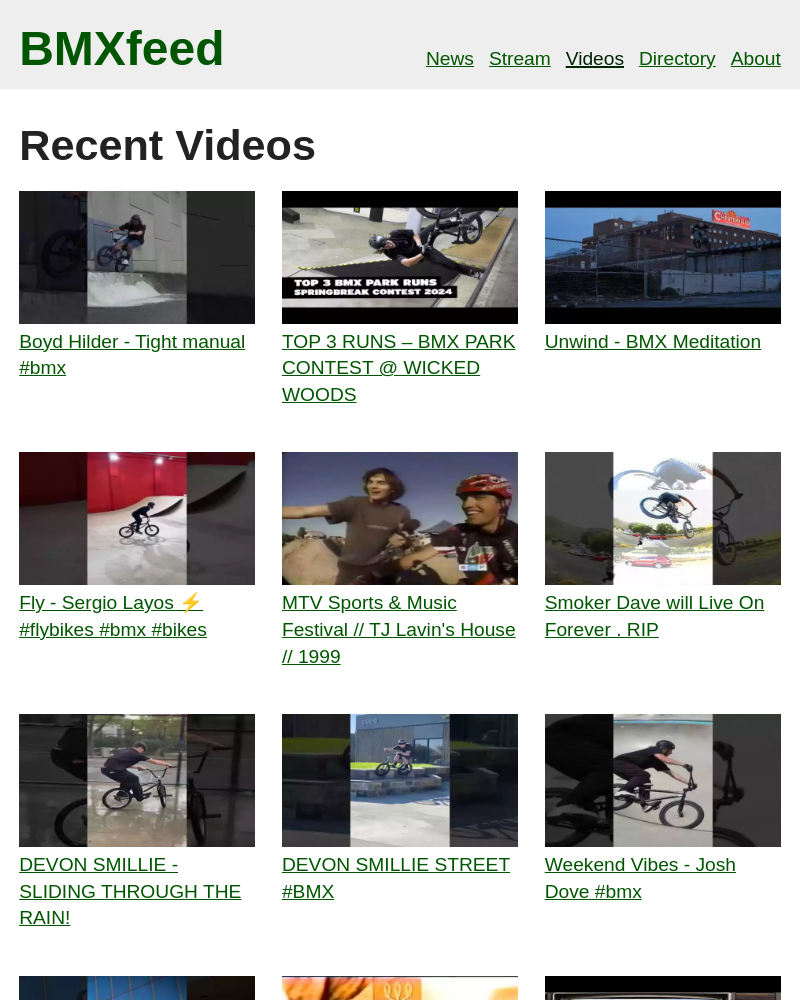 BMXfeed
News Stream Videos Directory About
Recent Videos
TOP 3 BMX PARK RUNS
SPRINGBREAK CONTEST 2024
Boyd Hilder - Tight manual
#bmx
TOP 3 RUNS – BMX PARK
CONTEST @ WICKED
WOODS
Unwind - BMX Meditation
Fly - Sergio Layos ⚡
#flybikes #bmx #bikes
MTV Sports & Music
Festival // TJ Lavin's House
// 1999
Smoker Dave will Live On
Forever . RIP
DEVON SMILLIE -
SLIDING THROUGH THE
RAIN!
DEVON SMILLIE STREET
#BMX
Weekend Vibes - Josh
Dove #bmx